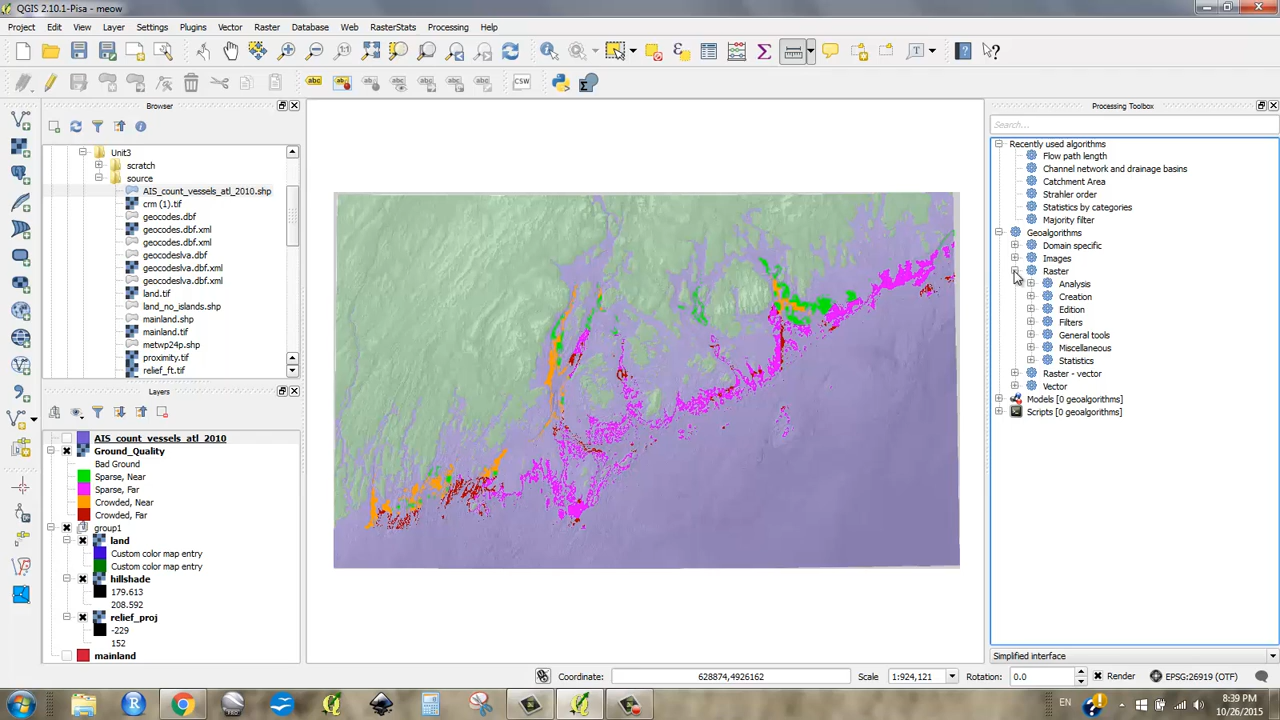 QGIS 2.10.1-Pisa - meow
Project Edit View Layer Settings Plugins Vector Raster Database Web RasterStats Processing Help
Browser
Unit3
scratch
source
AIS_count_vessels_atl_2010.shp
crm (1).tif
geocodes.dbf
geocodes.dbf.xml
geocodes.dbf.xml
geocodeslva.dbf
geocodeslva.dbf.xml
geocodeslva.dbf.xml
land.tif
land_no_islands.shp
mainland.shp
mainland.tif
metwp24p.shp
proximity.tif
relief_ft.tif
Layers
AIS_count_vessels_atl_2010
Ground_Quality
Bad Ground
Sparse, Near
Sparse, Far
Crowded, Near
Crowded, Far
group1
land
Custom color map entry
Custom color map entry
hillshade
179.613
208.592
relief_proj
-229
152
mainland
Processing Toolbox
Search...
Recently used algorithms
Flow path length
Channel network and drainage basins
Catchment Area
Strahler order
Statistics by categories
Majority filter
Geoalgorithms
Domain specific
Images
Raster
Analysis
Creation
Edition
Filters
General tools
Miscellaneous
Statistics
Raster - vector
Vector
Models [0 geoalgorithms]
Scripts [0 geoalgorithms]
Simplified interface
Coordinate: 628874,4926162 Scale 1:924,121 Rotation: 0.0 Render EPSG:26919 (OTF)
EN 8:39 PM
10/26/2015